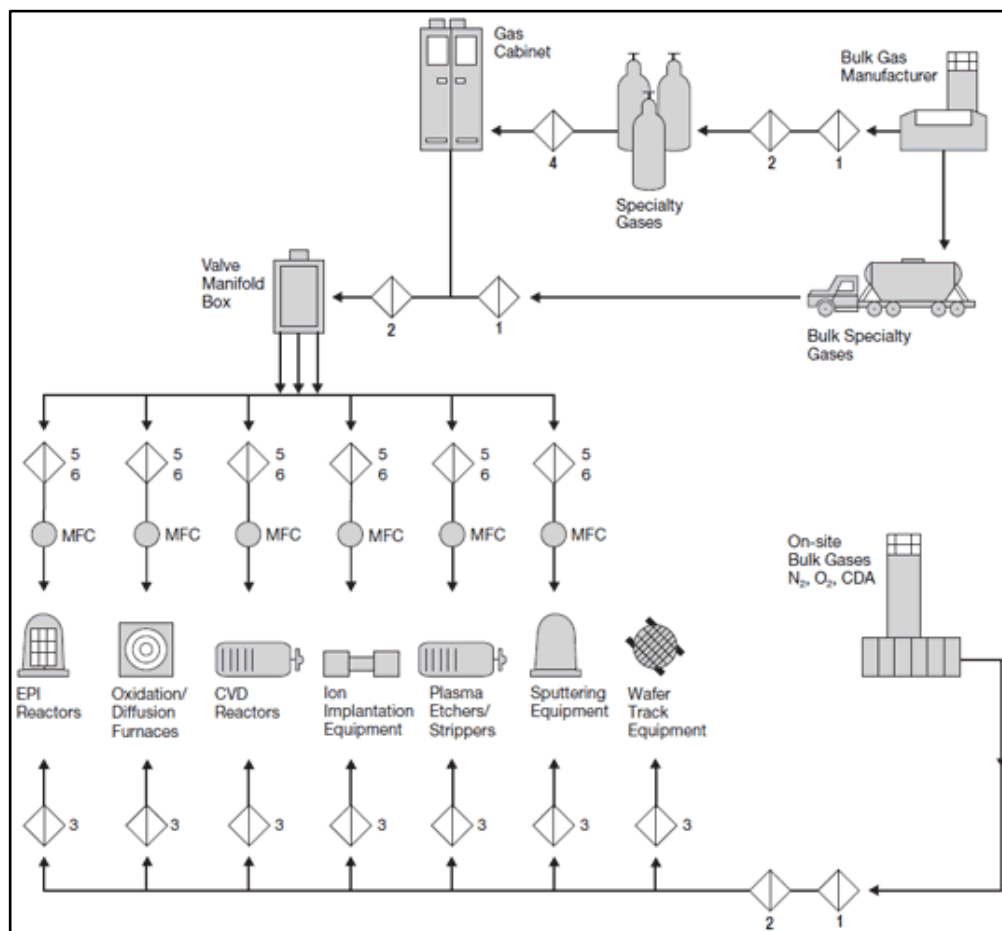 Gas
Cabinet
Bulk Gas
Manufacturer
4
2
1
Specialty
Gases
Valve
Manifold
Box
2
1
Bulk Specialty
Gases
5
6
5
6
5
6
5
6
5
6
5
6
MFC
MFC
MFC
MFC
MFC
MFC
On-site
Bulk Gases
N₂, O₂, CDA
EPI
Reactors
Oxidation/
Diffusion
Furnaces
CVD
Reactors
Ion
Implantation
Equipment
Plasma
Etchers/
Strippers
Sputtering
Equipment
Wafer
Track
Equipment
3
3
3
3
3
3
3
2
1